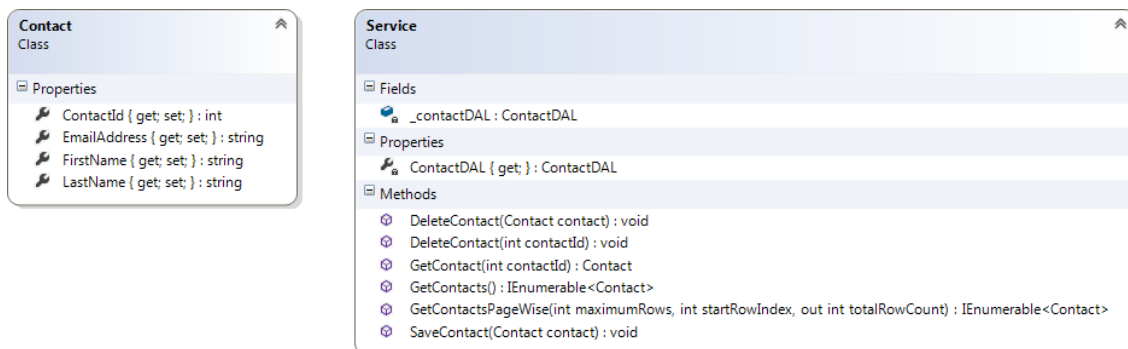 Contact
Class
Properties
ContactId { get; set; } : int
EmailAddress { get; set; } : string
FirstName { get; set; } : string
LastName { get; set; } : string
Service
Class
Fields
_contactDAL : ContactDAL
Properties
ContactDAL { get; } : ContactDAL
Methods
DeleteContact(Contact contact) : void
DeleteContact(int contactId) : void
GetContact(int contactId) : Contact
GetContacts() : IEnumerable<Contact>
GetContactsPageWise(int maximumRows, int startRowIndex, out int totalRowCount) : IEnumerable<Contact>
SaveContact(Contact contact) : void